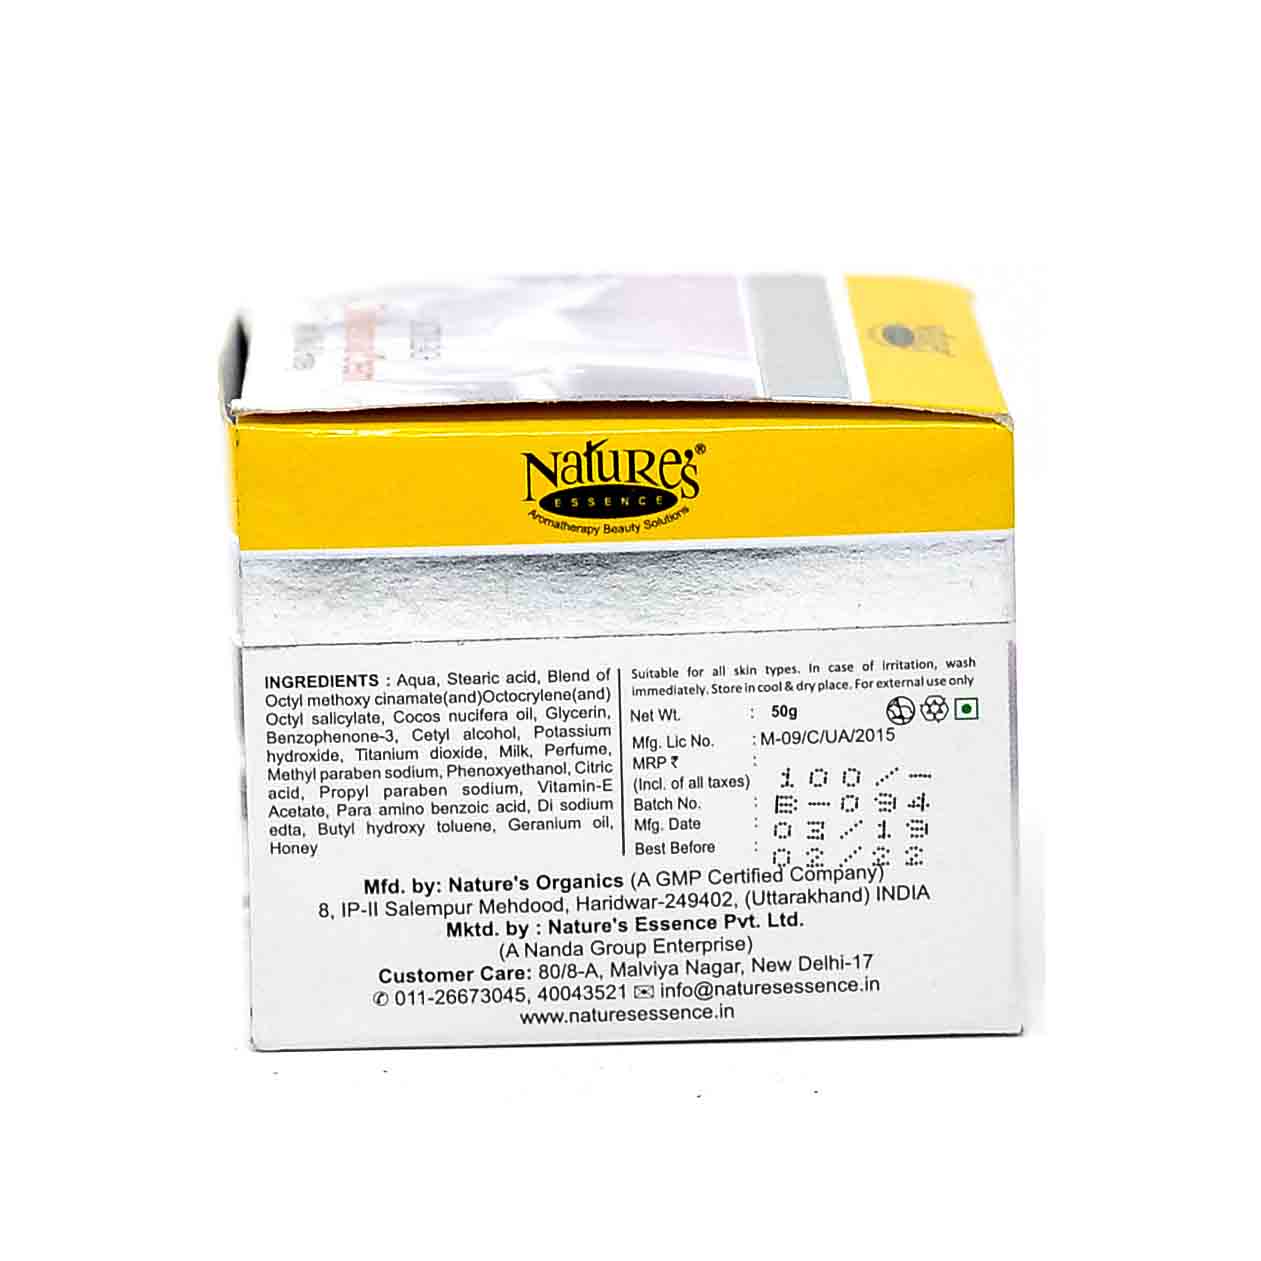 NatuRe's®
ESSENCE
Aromatherapy Beauty Solutions
INGREDIENTS : Aqua, Stearic acid, Blend of
Octyl methoxy cinamate(and)Octocrylene(and)
Octyl salicylate, Cocos nucifera oil, Glycerin,
Benzophenone-3, Cetyl alcohol, Potassium
hydroxide, Titanium dioxide, Milk, Perfume,
Methyl paraben sodium, Phenoxyethanol, Citric
acid, Propyl paraben sodium, Vitamin-E
Acetate, Para amino benzoic acid, Di sodium
edta, Butyl hydroxy toluene, Geranium oil,
Honey
Suitable for all skin types. In case of irritation, wash
immediately. Store in cool & dry place. For external use only
Net Wt. : 50g
Mfg. Lic No. : M-09/C/UA/2015
MRP ₹ :
(Incl. of all taxes) 100/-
Batch No. : B-094
Mfg. Date : 03/19
Best Before : 02/22
Mfd. by: Nature's Organics (A GMP Certified Company)
8, IP-II Salempur Mehdood, Haridwar-249402, (Uttarakhand) INDIA
Mktd. by : Nature's Essence Pvt. Ltd.
(A Nanda Group Enterprise)
Customer Care: 80/8-A, Malviya Nagar, New Delhi-17
✆ 011-26673045, 40043521 ✉ info@naturesessence.in
www.naturesessence.in